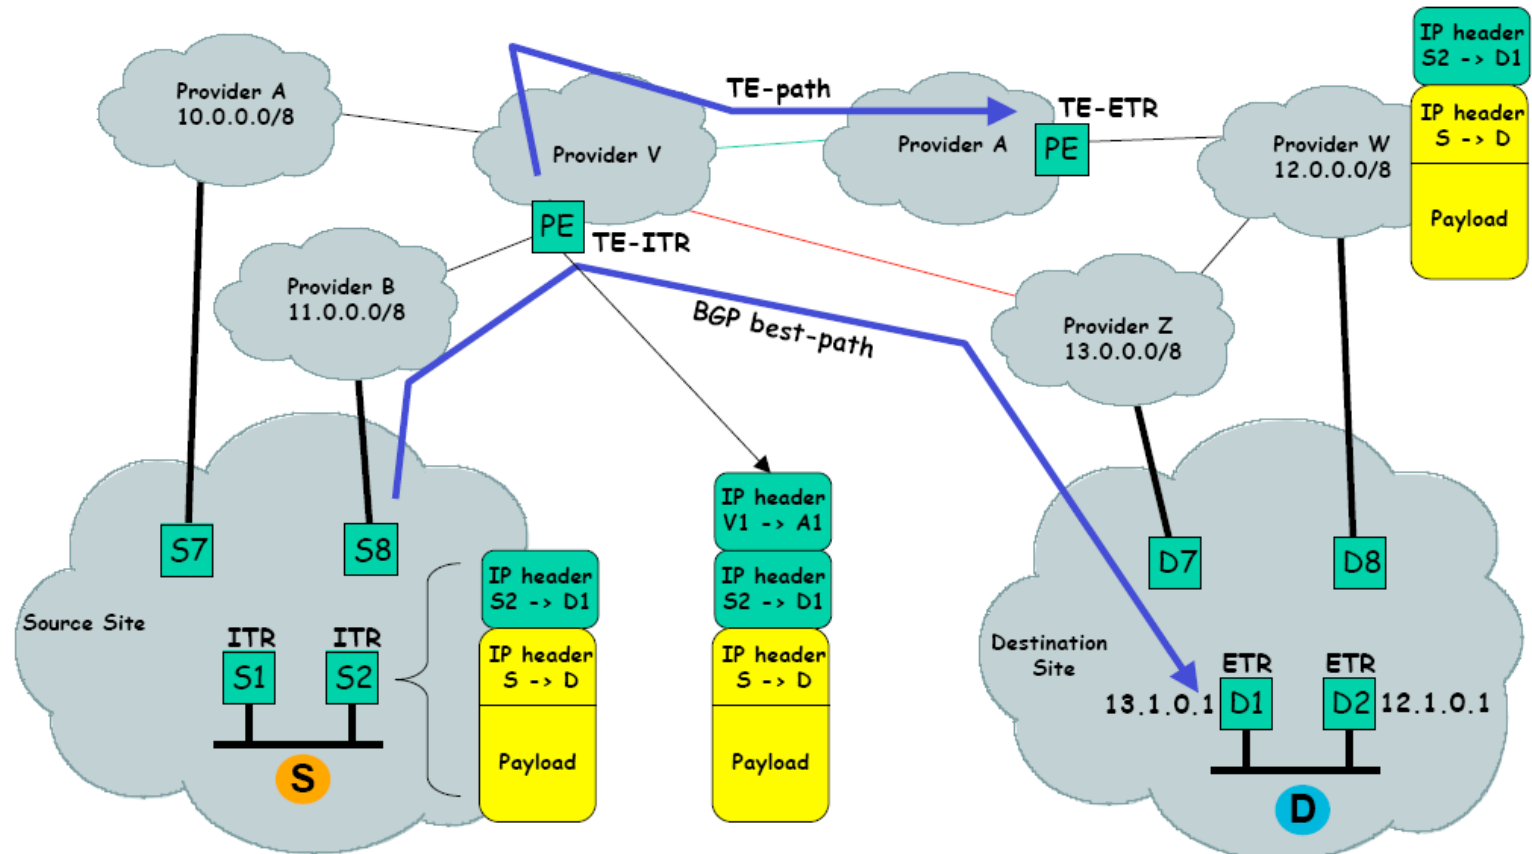 IP header
S2 -> D1
IP header
S -> D
Payload
Provider A
10.0.0.0/8
TE-path
TE-ETR
Provider V
Provider A
PE
Provider W
12.0.0.0/8
PE
TE-ITR
Provider B
11.0.0.0/8
BGP best-path
Provider Z
13.0.0.0/8
S7
S8
IP header
V1 -> A1
IP header
S2 -> D1
IP header
S -> D
Payload
IP header
S2 -> D1
IP header
S -> D
Payload
D7
D8
Source Site
ITR
ITR
S1
S2
S
Destination
Site
ETR
ETR
13.1.0.1
D1
D2
12.1.0.1
D